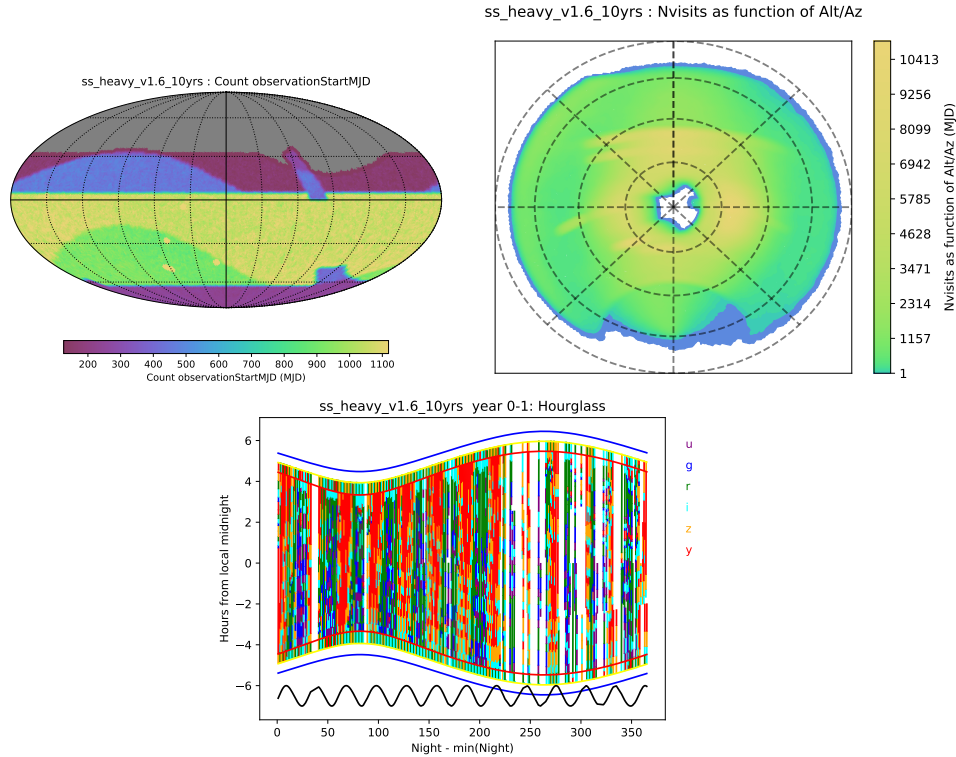 ss_heavy_v1.6_10yrs : Nvisits as function of Alt/Az
ss_heavy_v1.6_10yrs : Count observationStartMJD
200 300 400 500 600 700 800 900 1000 1100
Count observationStartMJD (MJD)
10413
9256
8099
6942
5785
4628
3471
2314
1157
1
Nvisits as function of Alt/Az (MJD)
ss_heavy_v1.6_10yrs year 0-1: Hourglass
6
4
2
0
−2
−4
−6
Hours from local midnight
0 50 100 150 200 250 300 350
Night - min(Night)
u
g
r
i
z
y